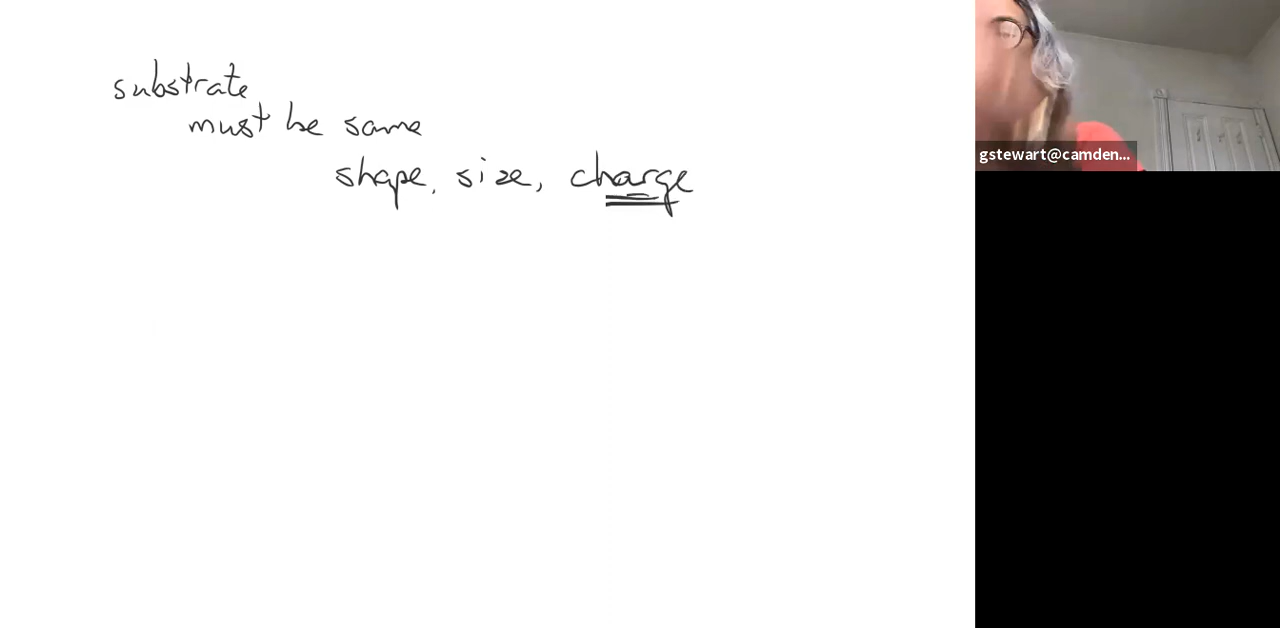 substrate
must be same
shape, size, charge
gstewart@camden...